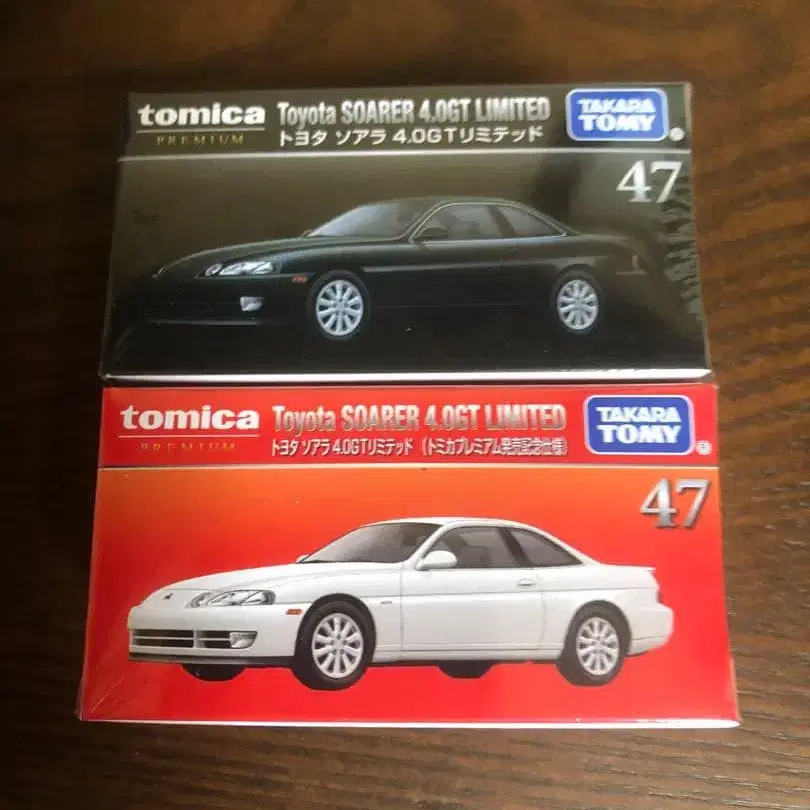 tomica
PREMIUM
Toyota SOARER 4.0GT LIMITED
トヨタ ソアラ 4.0GTリミテッド
TAKARA
TOMY
®
47
tomica
PREMIUM
Toyota SOARER 4.0GT LIMITED
トヨタ ソアラ 4.0GTリミテッド (トミカプレミアム発売記念仕様)
TAKARA
TOMY
®
47